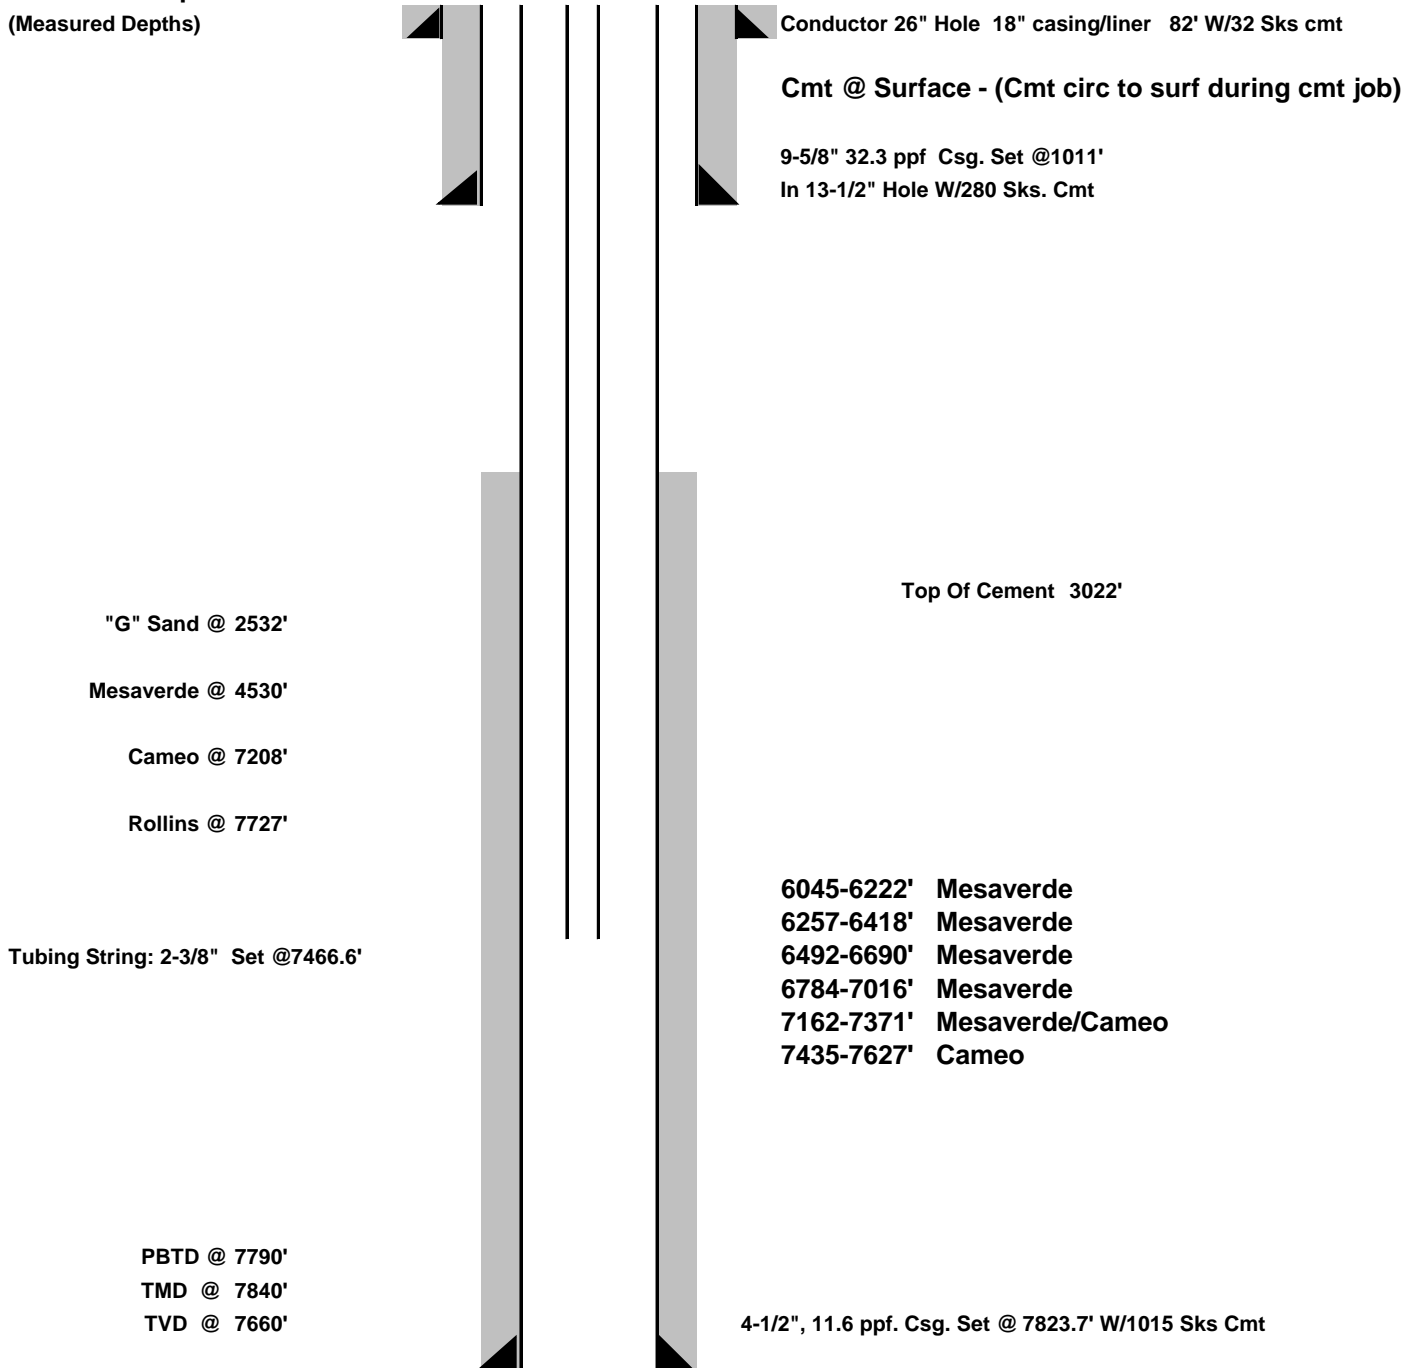 (Measured Depths)
Conductor 26" Hole 18" casing/liner 82' W/32 Sks cmt
Cmt @ Surface - (Cmt circ to surf during cmt job)
9-5/8" 32.3 ppf Csg. Set @1011'
In 13-1/2" Hole W/280 Sks. Cmt
Top Of Cement 3022'
"G" Sand @ 2532'
Mesaverde @ 4530'
Cameo @ 7208'
Rollins @ 7727'
6045-6222' Mesaverde
6257-6418' Mesaverde
6492-6690' Mesaverde
Tubing String: 2-3/8" Set @7466.6'
6784-7016' Mesaverde
7162-7371' Mesaverde/Cameo
7435-7627' Cameo
PBTD @ 7790'
TMD @ 7840'
TVD @ 7660'
4-1/2", 11.6 ppf. Csg. Set @ 7823.7' W/1015 Sks Cmt